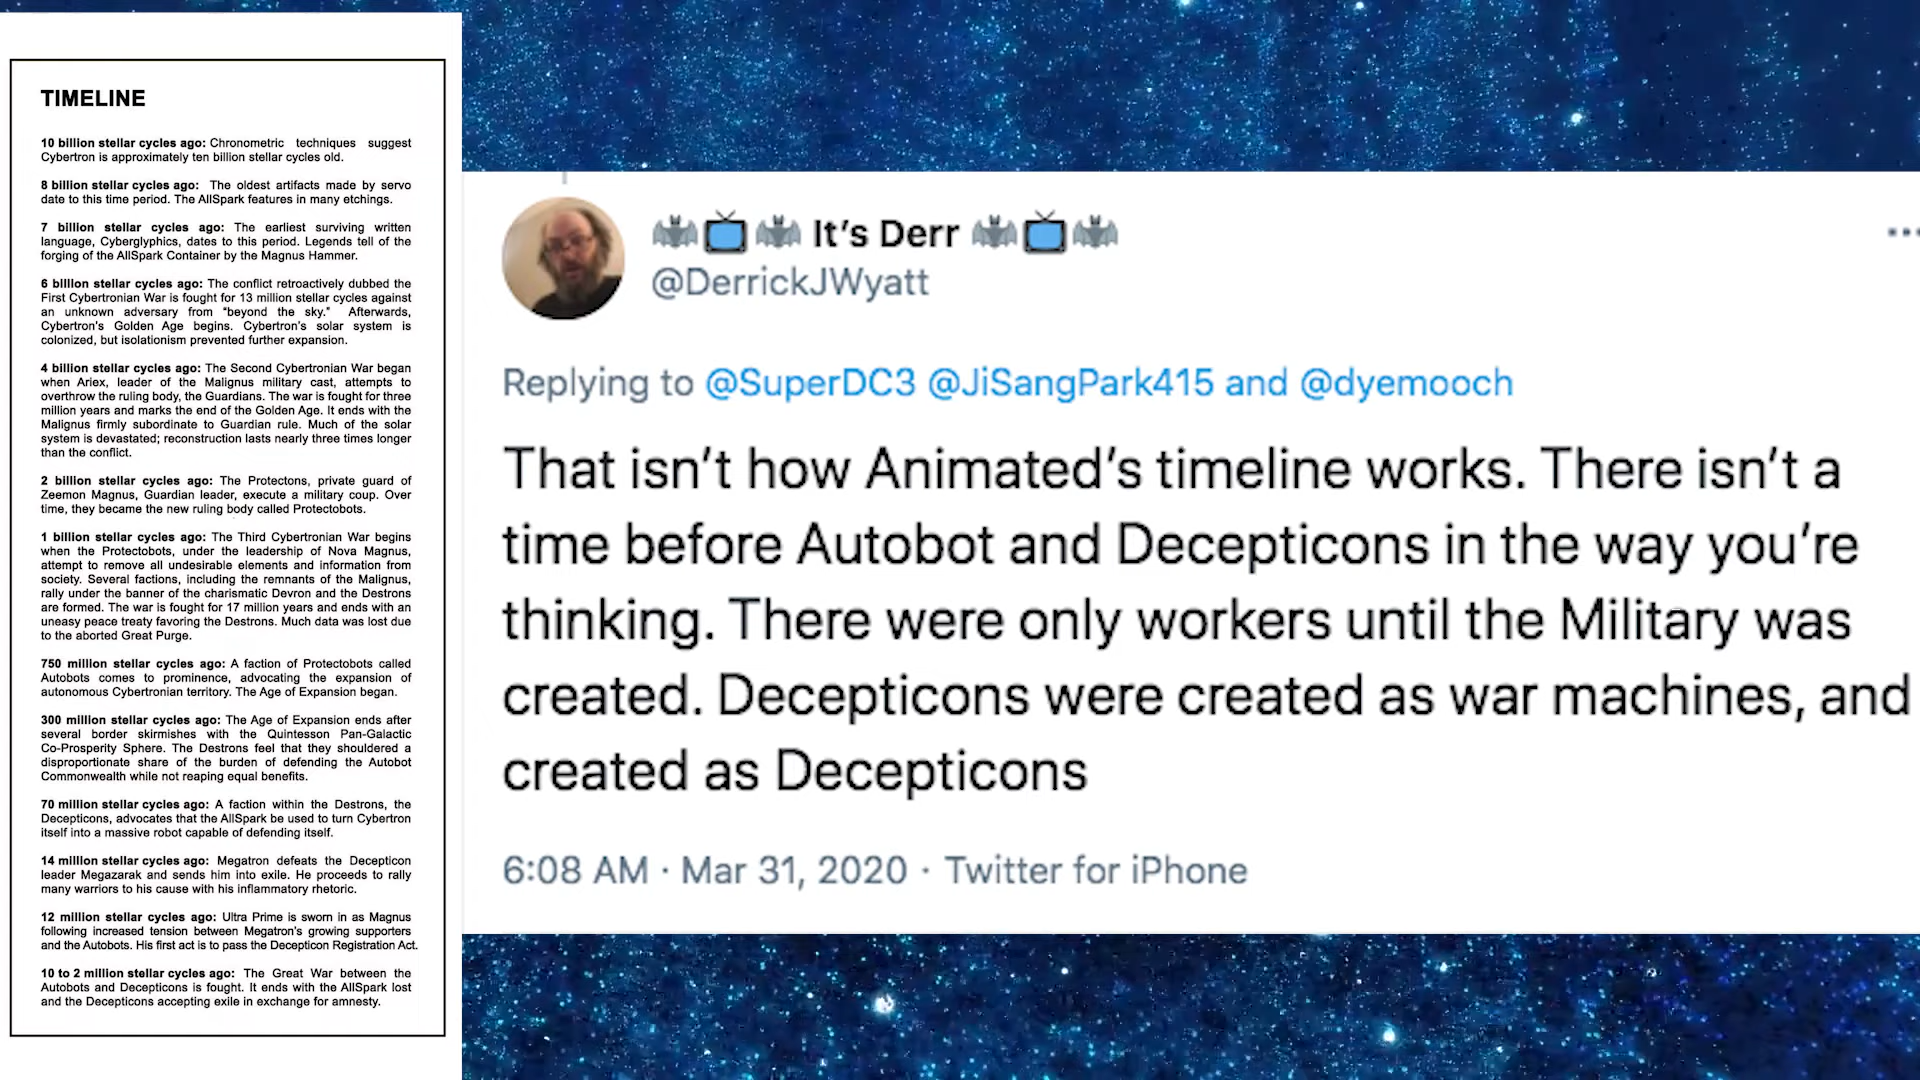 TIMELINE
10 billion stellar cycles ago: Chronometric techniques suggest
Cybertron is approximately ten billion stellar cycles old.
8 billion stellar cycles ago: The oldest artifacts made by servo
date to this time period. The AllSpark features in many etchings.
7 billion stellar cycles ago: The earliest surviving written
language, Cyberglyphics, dates to this period. Legends tell of the
forging of the AllSpark Container by the Magnus Hammer.
6 billion stellar cycles ago: The conflict retroactively dubbed the
First Cybertronian War is fought for 13 million stellar cycles against
an unknown adversary from "beyond the sky." Afterwards,
Cybertron's Golden Age begins. Cybertron's solar system is
colonized, but isolationism prevented further expansion.
4 billion stellar cycles ago: The Second Cybertronian War began
when Ariex, leader of the Malignus military cast, attempts to
overthrow the ruling body, the Guardians. The war is fought for three
million years and marks the end of the Golden Age. It ends with the
Malignus firmly subordinate to Guardian rule. Much of the solar
system is devastated; reconstruction lasts nearly three times longer
than the conflict.
2 billion stellar cycles ago: The Protectons, private guard of
Zeemon Magnus, Guardian leader, execute a military coup. Over
time, they became the new ruling body called Protectobots.
1 billion stellar cycles ago: The Third Cybertronian War begins
when the Protectobots, under the leadership of Nova Magnus,
attempt to remove all undesirable elements and information from
society. Several factions, including the remnants of the Malignus,
rally under the banner of the charismatic Devron and the Destrons
are formed. The war is fought for 17 million years and ends with an
uneasy peace treaty favoring the Destrons. Much data was lost due
to the aborted Great Purge.
750 million stellar cycles ago: A faction of Protectobots called
Autobots comes to prominence, advocating the expansion of
autonomous Cybertronian territory. The Age of Expansion began.
300 million stellar cycles ago: The Age of Expansion ends after
several border skirmishes with the Quintesson Pan-Galactic
Co-Prosperity Sphere. The Destrons feel that they shouldered a
disproportionate share of the burden of defending the Autobot
Commonwealth while not reaping equal benefits.
70 million stellar cycles ago: A faction within the Destrons, the
Decepticons, advocates that the AllSpark be used to turn Cybertron
itself into a massive robot capable of defending itself.
14 million stellar cycles ago: Megatron defeats the Decepticon
leader Megazarak and sends him into exile. He proceeds to rally
many warriors to his cause with his inflammatory rhetoric.
12 million stellar cycles ago: Ultra Prime is sworn in as Magnus
following increased tension between Megatron's growing supporters
and the Autobots. His first act is to pass the Decepticon Registration Act.
10 to 2 million stellar cycles ago: The Great War between the
Autobots and Decepticons is fought. It ends with the AllSpark lost
and the Decepticons accepting exile in exchange for amnesty.
🦇📺🦇 It's Derr 🦇📺🦇
@DerrickJWyatt
Replying to @SuperDC3 @JiSangPark415 and @dyemooch
That isn't how Animated's timeline works. There isn't a
time before Autobot and Decepticons in the way you're
thinking. There were only workers until the Military was
created. Decepticons were created as war machines, and
created as Decepticons
6:08 AM · Mar 31, 2020 · Twitter for iPhone